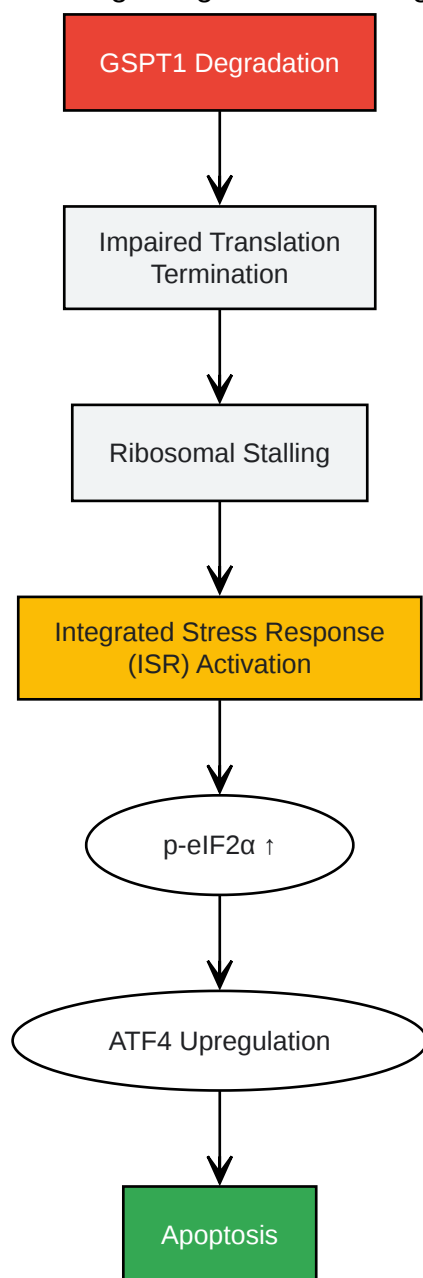 GSPT1 Degradation
Impaired Translation
Termination
Ribosomal Stalling
Integrated Stress Response
(ISR) Activation
p-eIF2α ↑
ATF4 Upregulation
Apoptosis